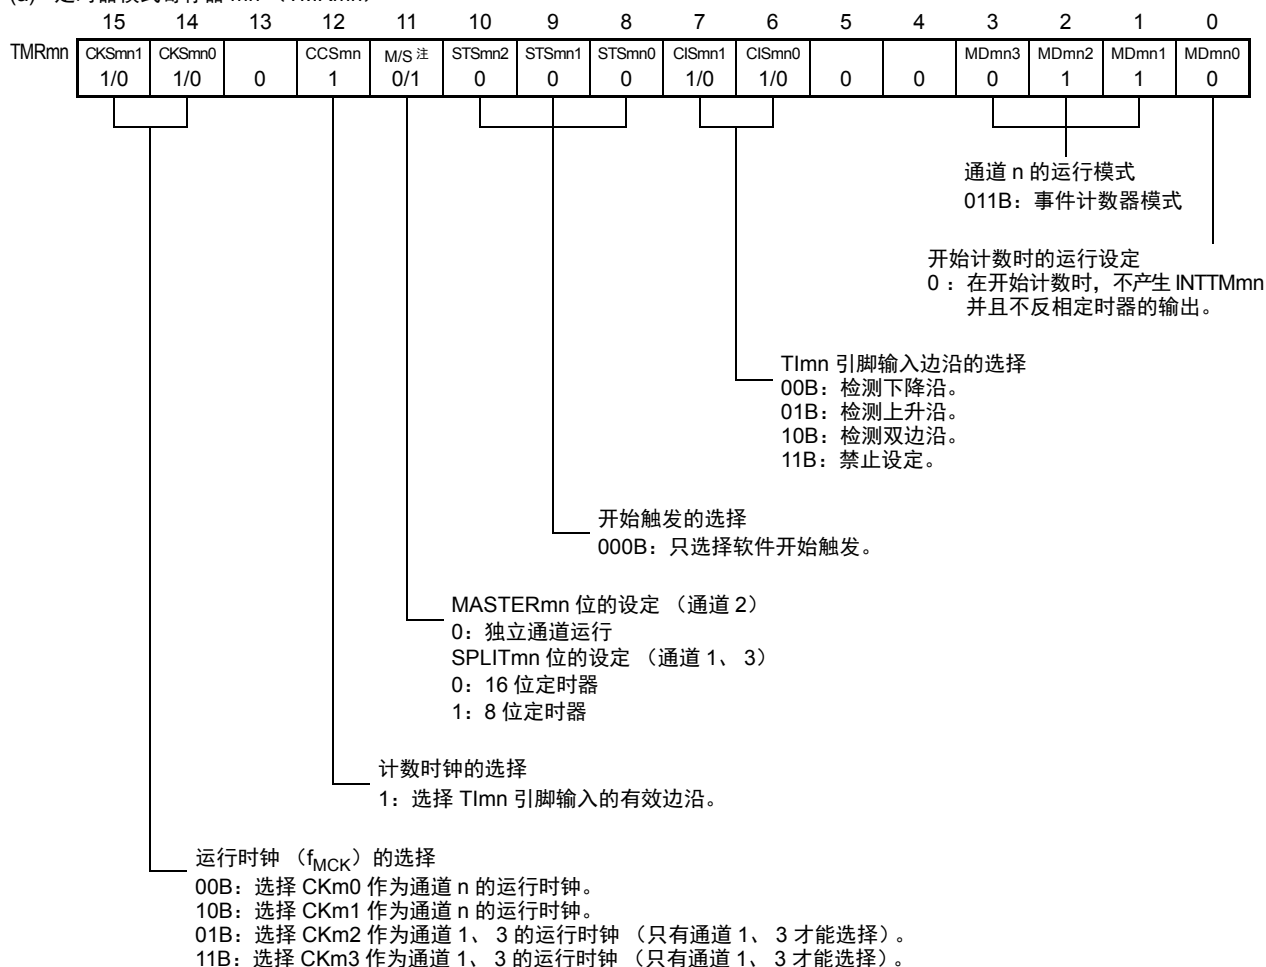 15 14 13 12 11 10 9 8 7 6 5 4 3 2 1 0
TMRmn CKSmn1 CKSmn0 CCSmn M/S 注 STSmn2 STSmn1 STSmn0 CISmn1 CISmn0 MDmn3 MDmn2 MDmn1 MDmn0
1/0 1/0 0 1 0/1 0 0 0 1/0 1/0 0 0 0 1 1 0
通道 n 的运行模式
011B：事件计数器模式
开始计数时的运行设定
0 ：在开始计数时，不产生 INTTMmn
并且不反相定时器的输出。
TImn 引脚输入边沿的选择
00B：检测下降沿。
01B：检测上升沿。
10B：检测双边沿。
11B：禁止设定。
开始触发的选择
000B：只选择软件开始触发。
MASTERmn 位的设定 （通道 2）
0：独立通道运行
SPLITmn 位的设定 （通道 1、 3）
0：16 位定时器
1：8 位定时器
计数时钟的选择
1：选择 TImn 引脚输入的有效边沿。
运行时钟 （fMCK）的选择
00B：选择 CKm0 作为通道 n 的运行时钟。
10B：选择 CKm1 作为通道 n 的运行时钟。
01B：选择 CKm2 作为通道 1、 3 的运行时钟 （只有通道 1、 3 才能选择）。
11B：选择 CKm3 作为通道 1、 3 的运行时钟 （只有通道 1、 3 才能选择）。